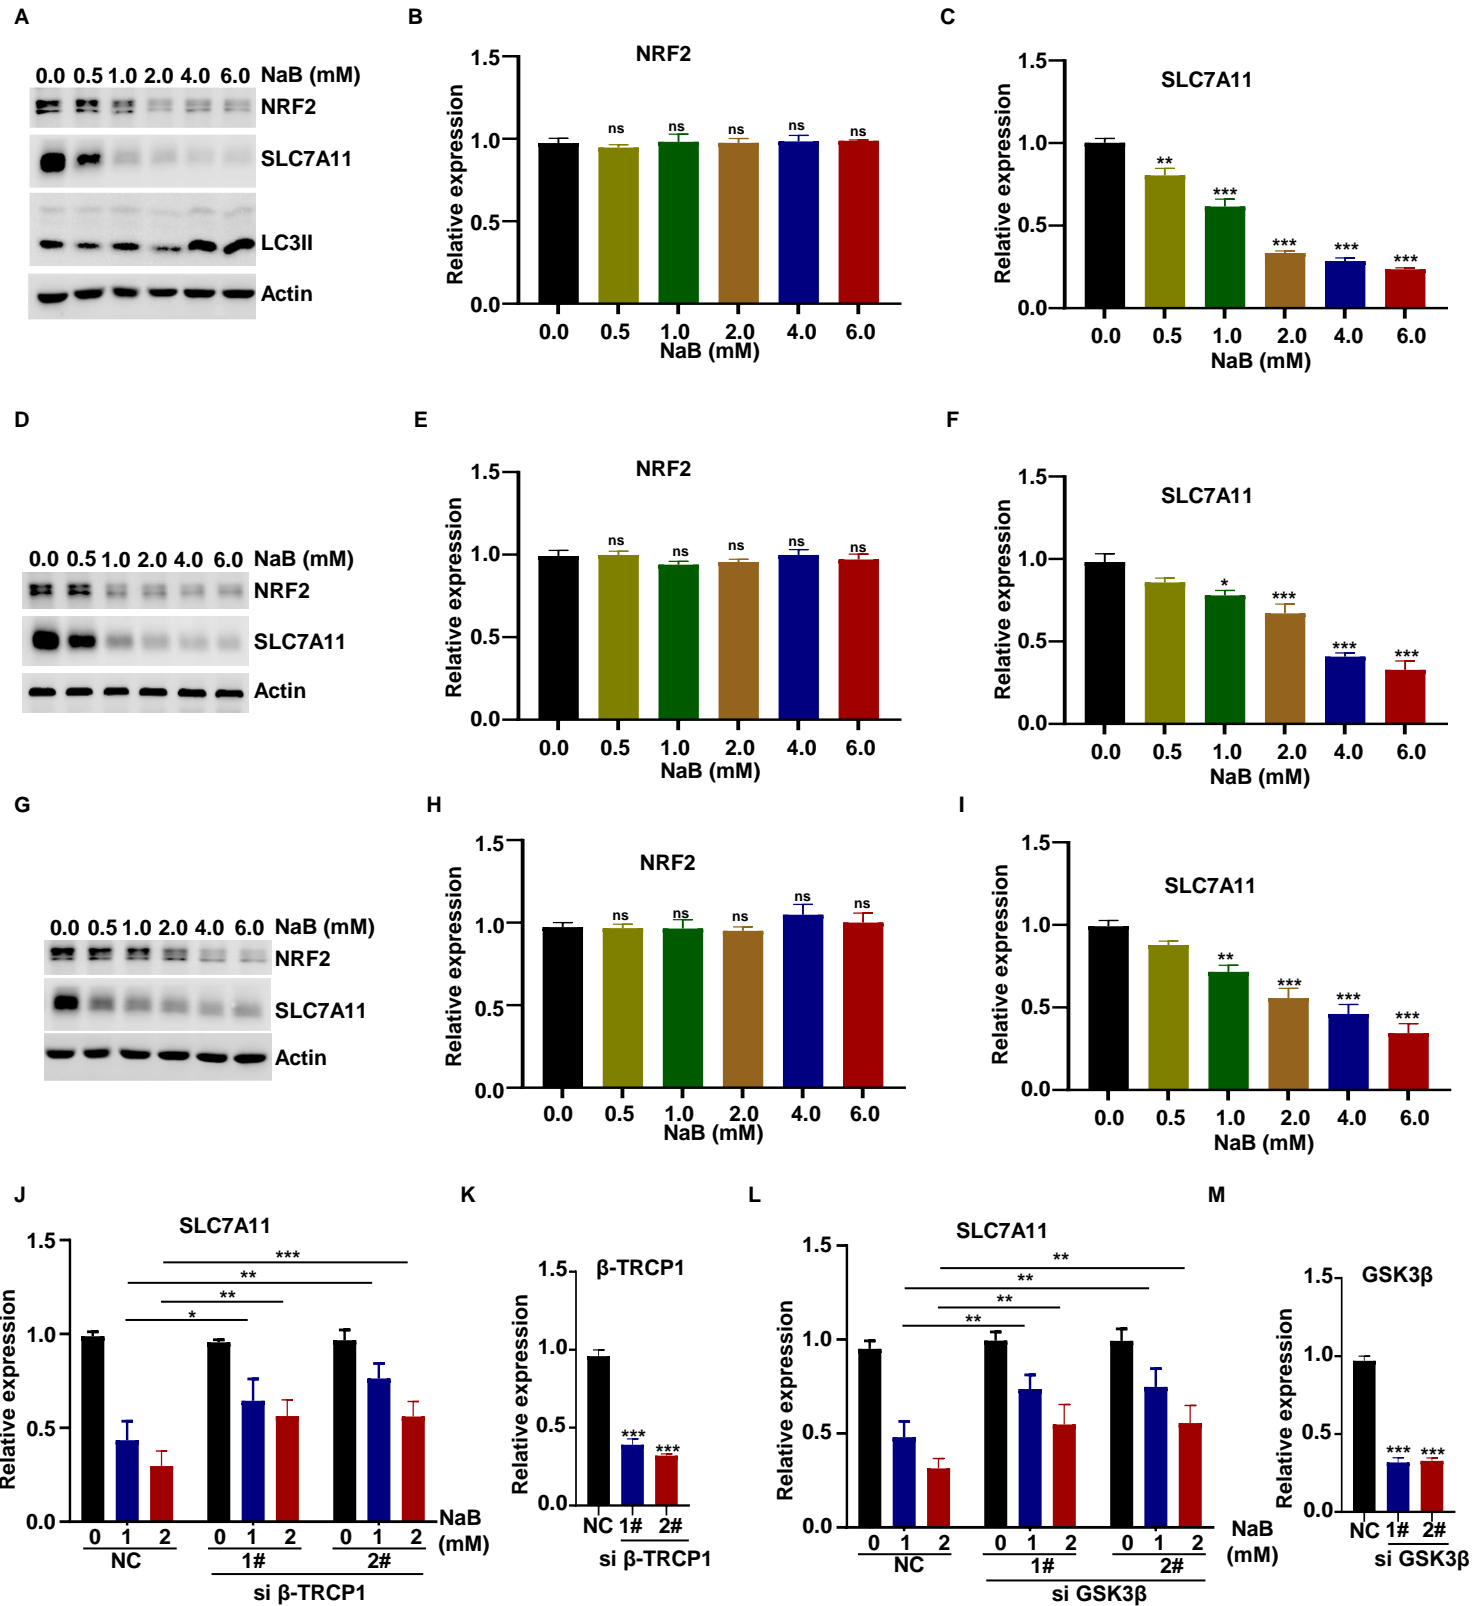 A
B
C
0.0 0.5 1.0 2.0 4.0 6.0 NaB (mM)
NRF2
SLC7A11
LC3II
Actin
NRF2
Relative expression
1.5
1.0
0.5
0.0
ns ns ns ns ns
0.0 0.5 1.0 2.0 4.0 6.0
NaB (mM)
SLC7A11
Relative expression
1.5
1.0
0.5
0.0
** *** *** *** ***
0.0 0.5 1.0 2.0 4.0 6.0
NaB (mM)
D
E
F
0.0 0.5 1.0 2.0 4.0 6.0 NaB (mM)
NRF2
SLC7A11
Actin
NRF2
Relative expression
1.5
1.0
0.5
0.0
ns ns ns ns ns
0.0 0.5 1.0 2.0 4.0 6.0
NaB (mM)
SLC7A11
Relative expression
1.5
1.0
0.5
0.0
* *** *** ***
0.0 0.5 1.0 2.0 4.0 6.0
NaB (mM)
G
H
I
0.0 0.5 1.0 2.0 4.0 6.0 NaB (mM)
NRF2
SLC7A11
Actin
NRF2
Relative expression
1.5
1.0
0.5
0.0
ns ns ns ns ns
0.0 0.5 1.0 2.0 4.0 6.0
NaB (mM)
SLC7A11
Relative expression
1.5
1.0
0.5
0.0
** *** *** ***
0.0 0.5 1.0 2.0 4.0 6.0
NaB (mM)
J
K
L
M
SLC7A11
Relative expression
1.5
1.0
0.5
0.0
***
**
**
*
0 1 2 0 1 2 0 1 2
NaB
(mM)
NC 1# 2#
si β-TRCP1
β-TRCP1
Relative expression
1.5
1.0
0.5
0.0
*** ***
NC 1# 2#
si β-TRCP1
SLC7A11
Relative expression
1.5
1.0
0.5
0.0
**
**
**
**
0 1 2 0 1 2 0 1 2
NaB
(mM)
NC 1# 2#
si GSK3β
GSK3β
Relative expression
1.5
1.0
0.5
0.0
*** ***
NC 1# 2#
si GSK3β